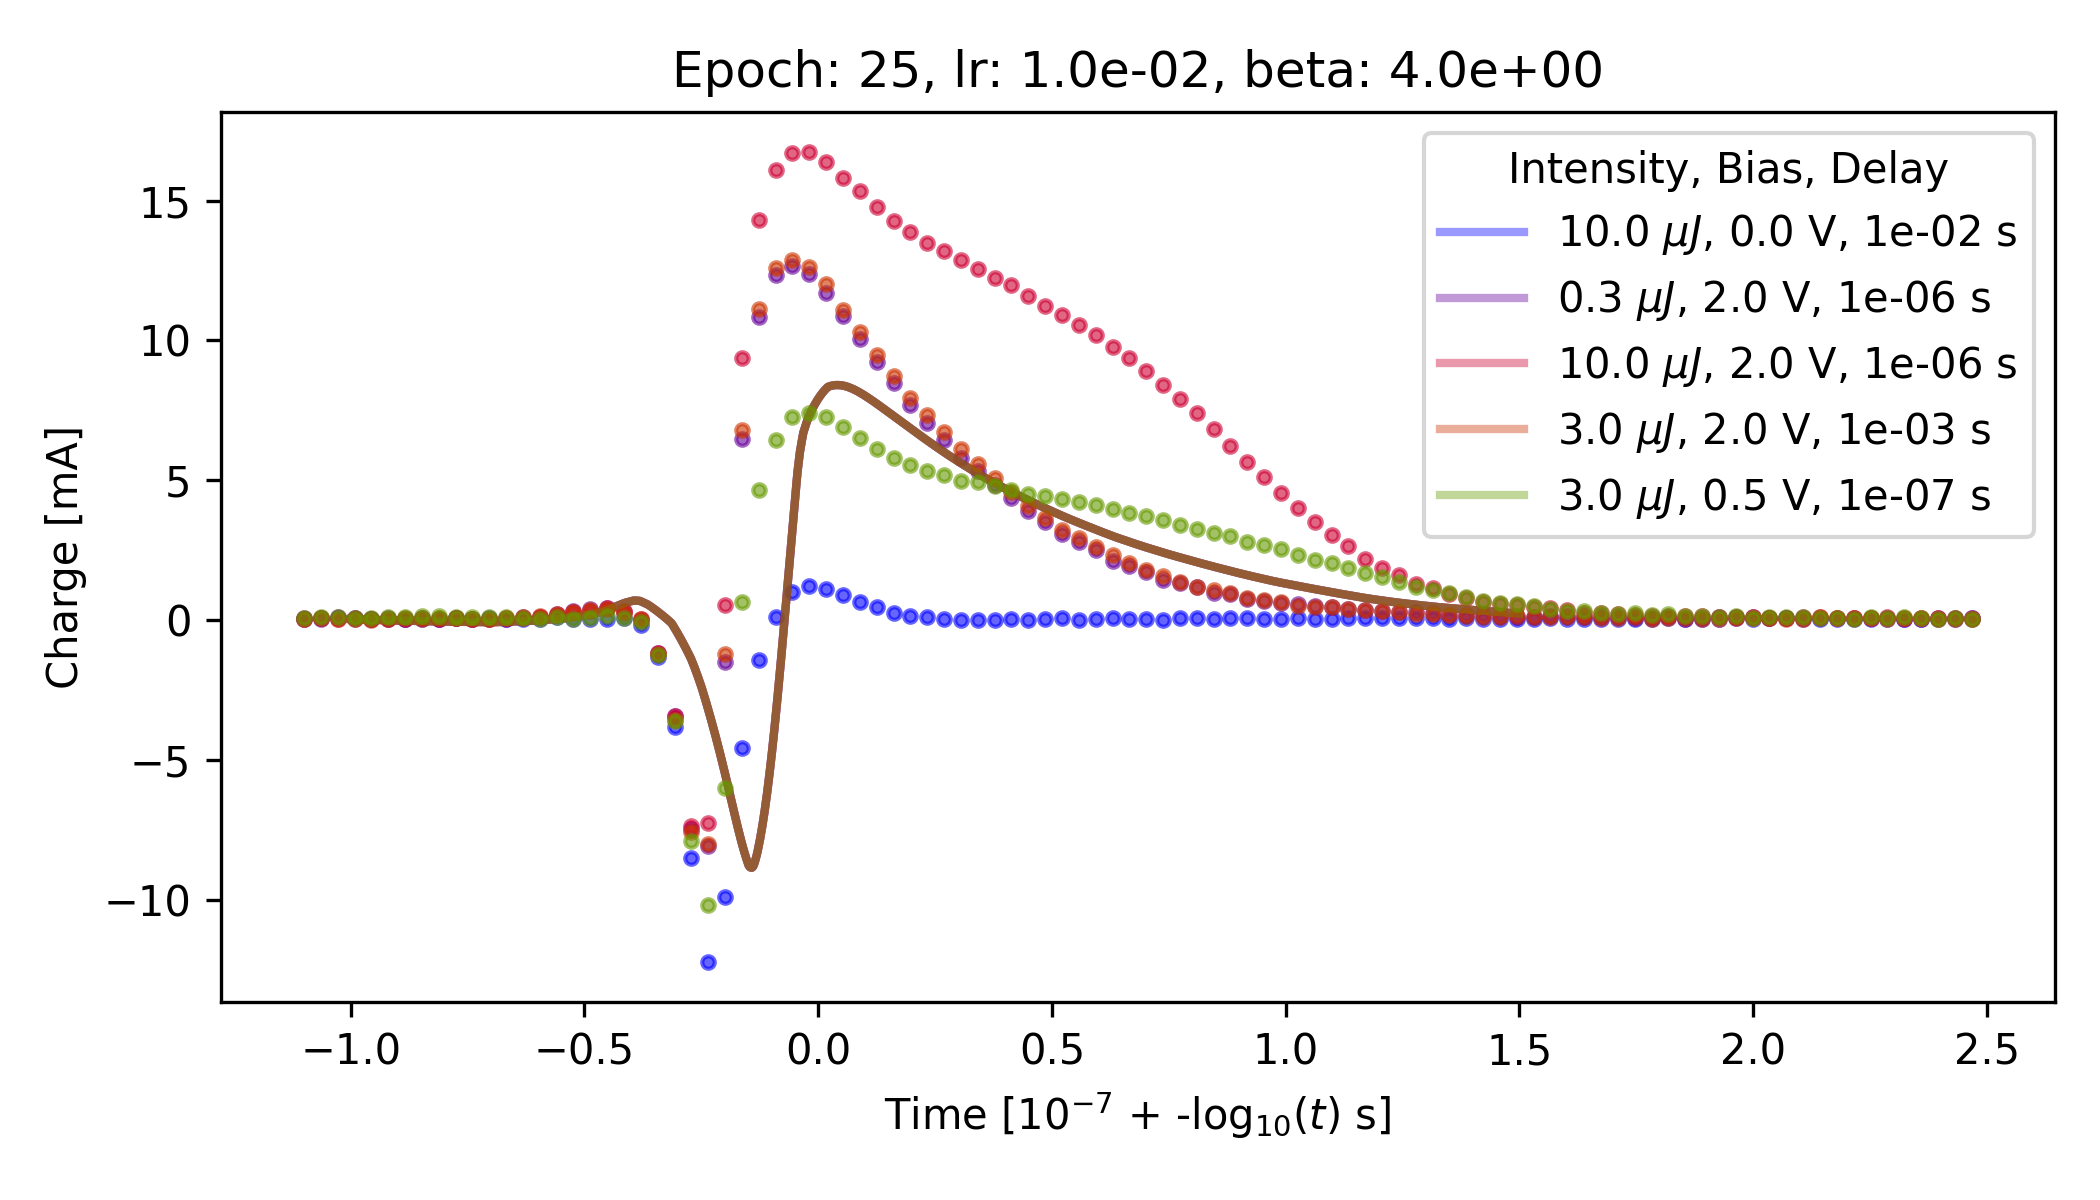 Epoch: 25, lr: 1.0e-02, beta: 4.0e+00
Charge [mA]
15
10
5
0
−5
−10
Intensity, Bias, Delay
10.0 μJ, 0.0 V, 1e-02 s
0.3 μJ, 2.0 V, 1e-06 s
10.0 μJ, 2.0 V, 1e-06 s
3.0 μJ, 2.0 V, 1e-03 s
3.0 μJ, 0.5 V, 1e-07 s
−1.0 −0.5 0.0 0.5 1.0 1.5 2.0 2.5
Time [10⁻⁷ + -log₁₀(t) s]